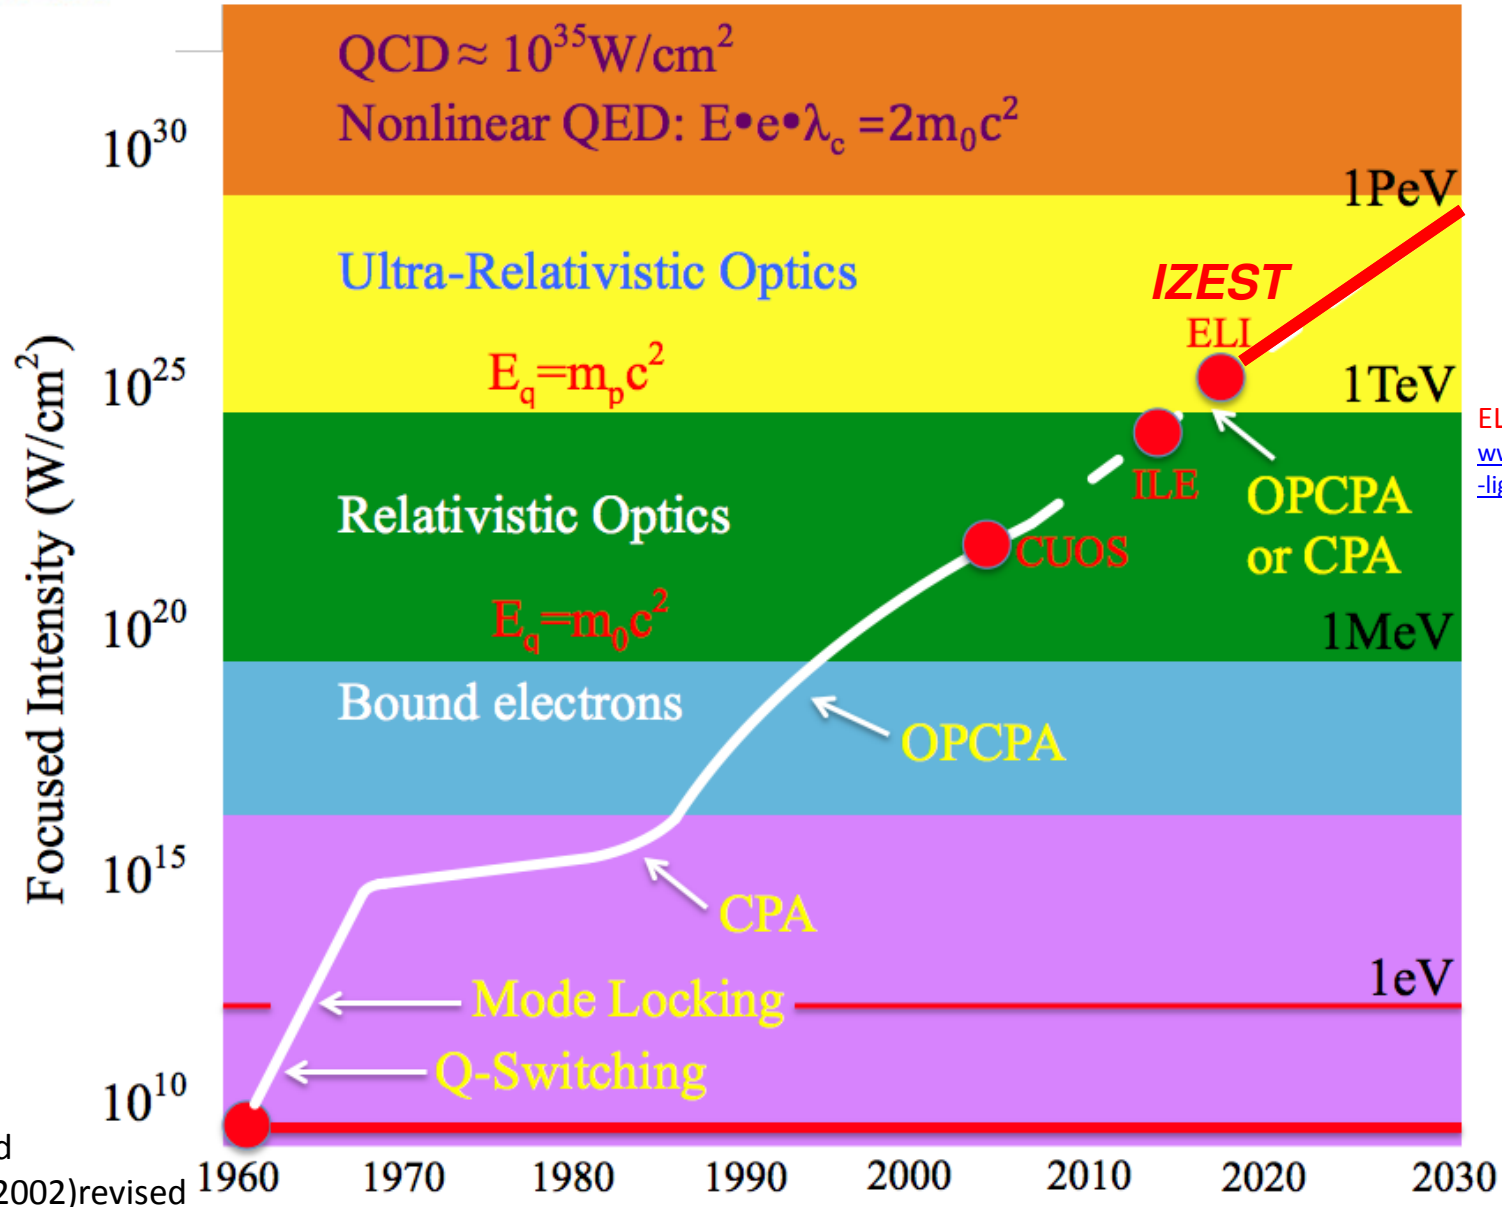 QCD ≈ 10³⁵W/cm²
Nonlinear QED: E•e•λc =2m₀c²
10³⁰
1PeV
Ultra-Relativistic Optics
IZEST
ELI
Eq=mpc²
10²⁵
1TeV
ILE
OPCPA
or CPA
Relativistic Optics
CUOS
Eq=m₀c²
10²⁰
1MeV
Bound electrons
OPCPA
10¹⁵
CPA
1eV
Mode Locking
Q-Switching
10¹⁰
Focused Intensity (W/cm²)
2002)revised
1960 1970 1980 1990 2000 2010 2020 2030